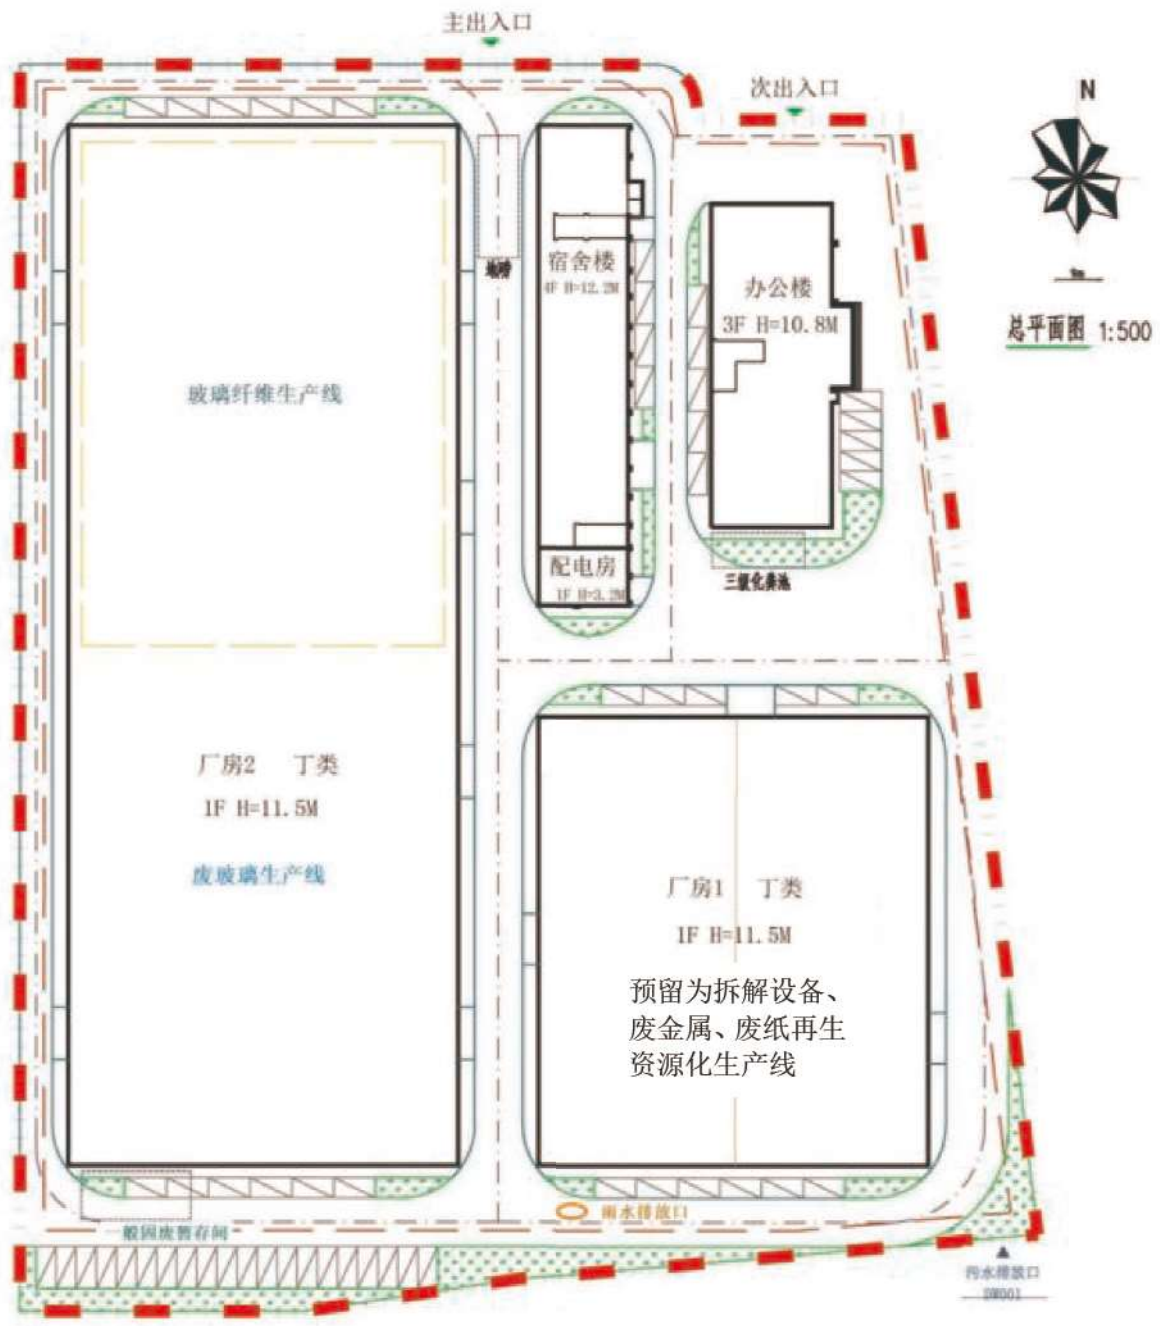 主出入口
次出入口
N
总平面图 1:500
地磅
宿舍楼
4F H=12.2M
办公楼
3F H=10.8M
玻璃纤维生产线
配电房
1F H=3.2M
三级化粪池
厂房2 丁类
1F H=11.5M
废玻璃生产线
厂房1 丁类
1F H=11.5M
预留为拆解设备、
废金属、废纸再生
资源化生产线
雨水排放口
一般固废暂存间
污水排放口
DW001